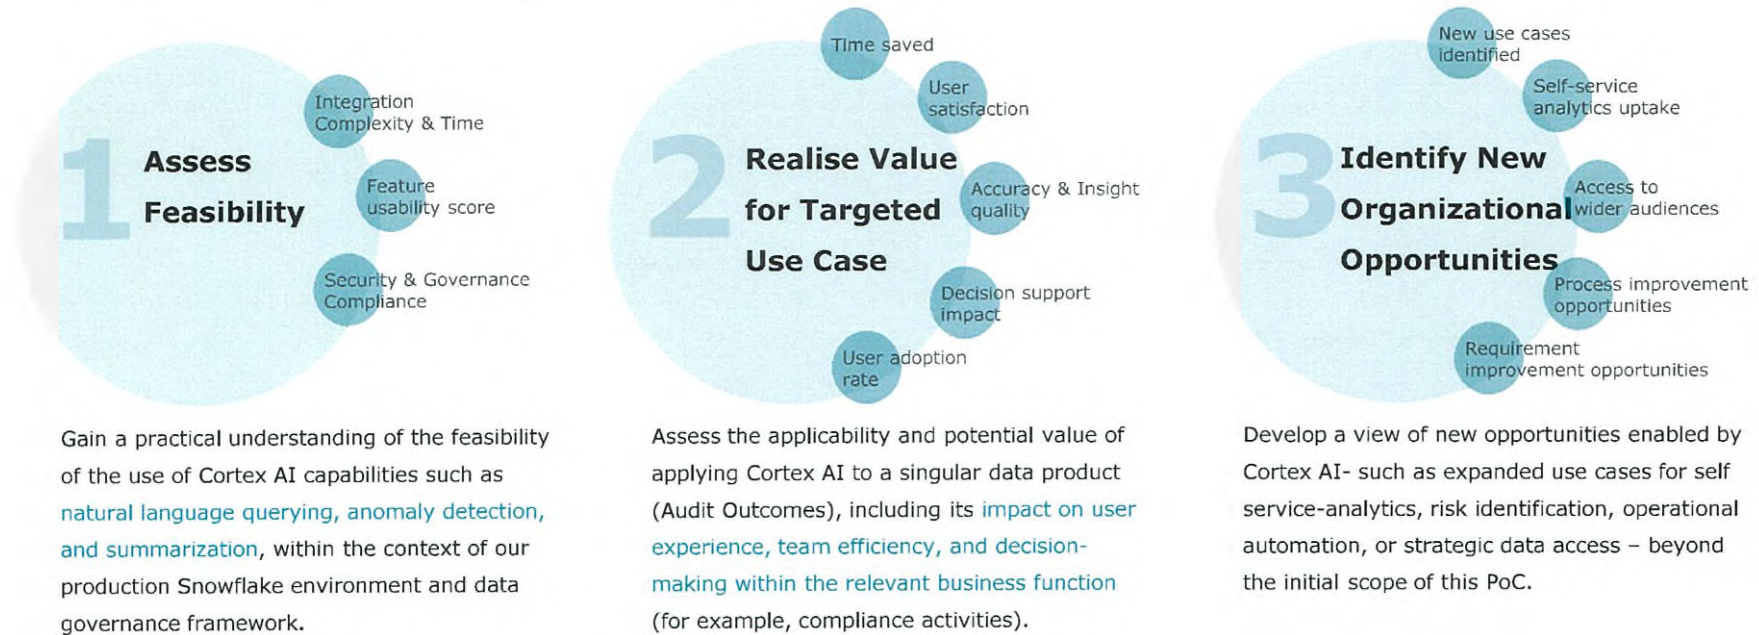 1
Assess
Feasibility
Integration
Complexity & Time
Feature
usability score
Security & Governance
Compliance
Gain a practical understanding of the feasibility
of the use of Cortex AI capabilities such as
natural language querying, anomaly detection,
and summarization, within the context of our
production Snowflake environment and data
governance framework.
2
Realise Value
for Targeted
Use Case
Time saved
User
satisfaction
Accuracy & Insight
quality
Decision support
impact
User adoption
rate
Assess the applicability and potential value of
applying Cortex AI to a singular data product
(Audit Outcomes), including its impact on user
experience, team efficiency, and decision-
making within the relevant business function
(for example, compliance activities).
3
Identify New
Organizational
Opportunities
New use cases
identified
Self-service
analytics uptake
Access to
wider audiences
Process improvement
opportunities
Requirement
improvement opportunities
Develop a view of new opportunities enabled by
Cortex AI- such as expanded use cases for self
service-analytics, risk identification, operational
automation, or strategic data access – beyond
the initial scope of this PoC.